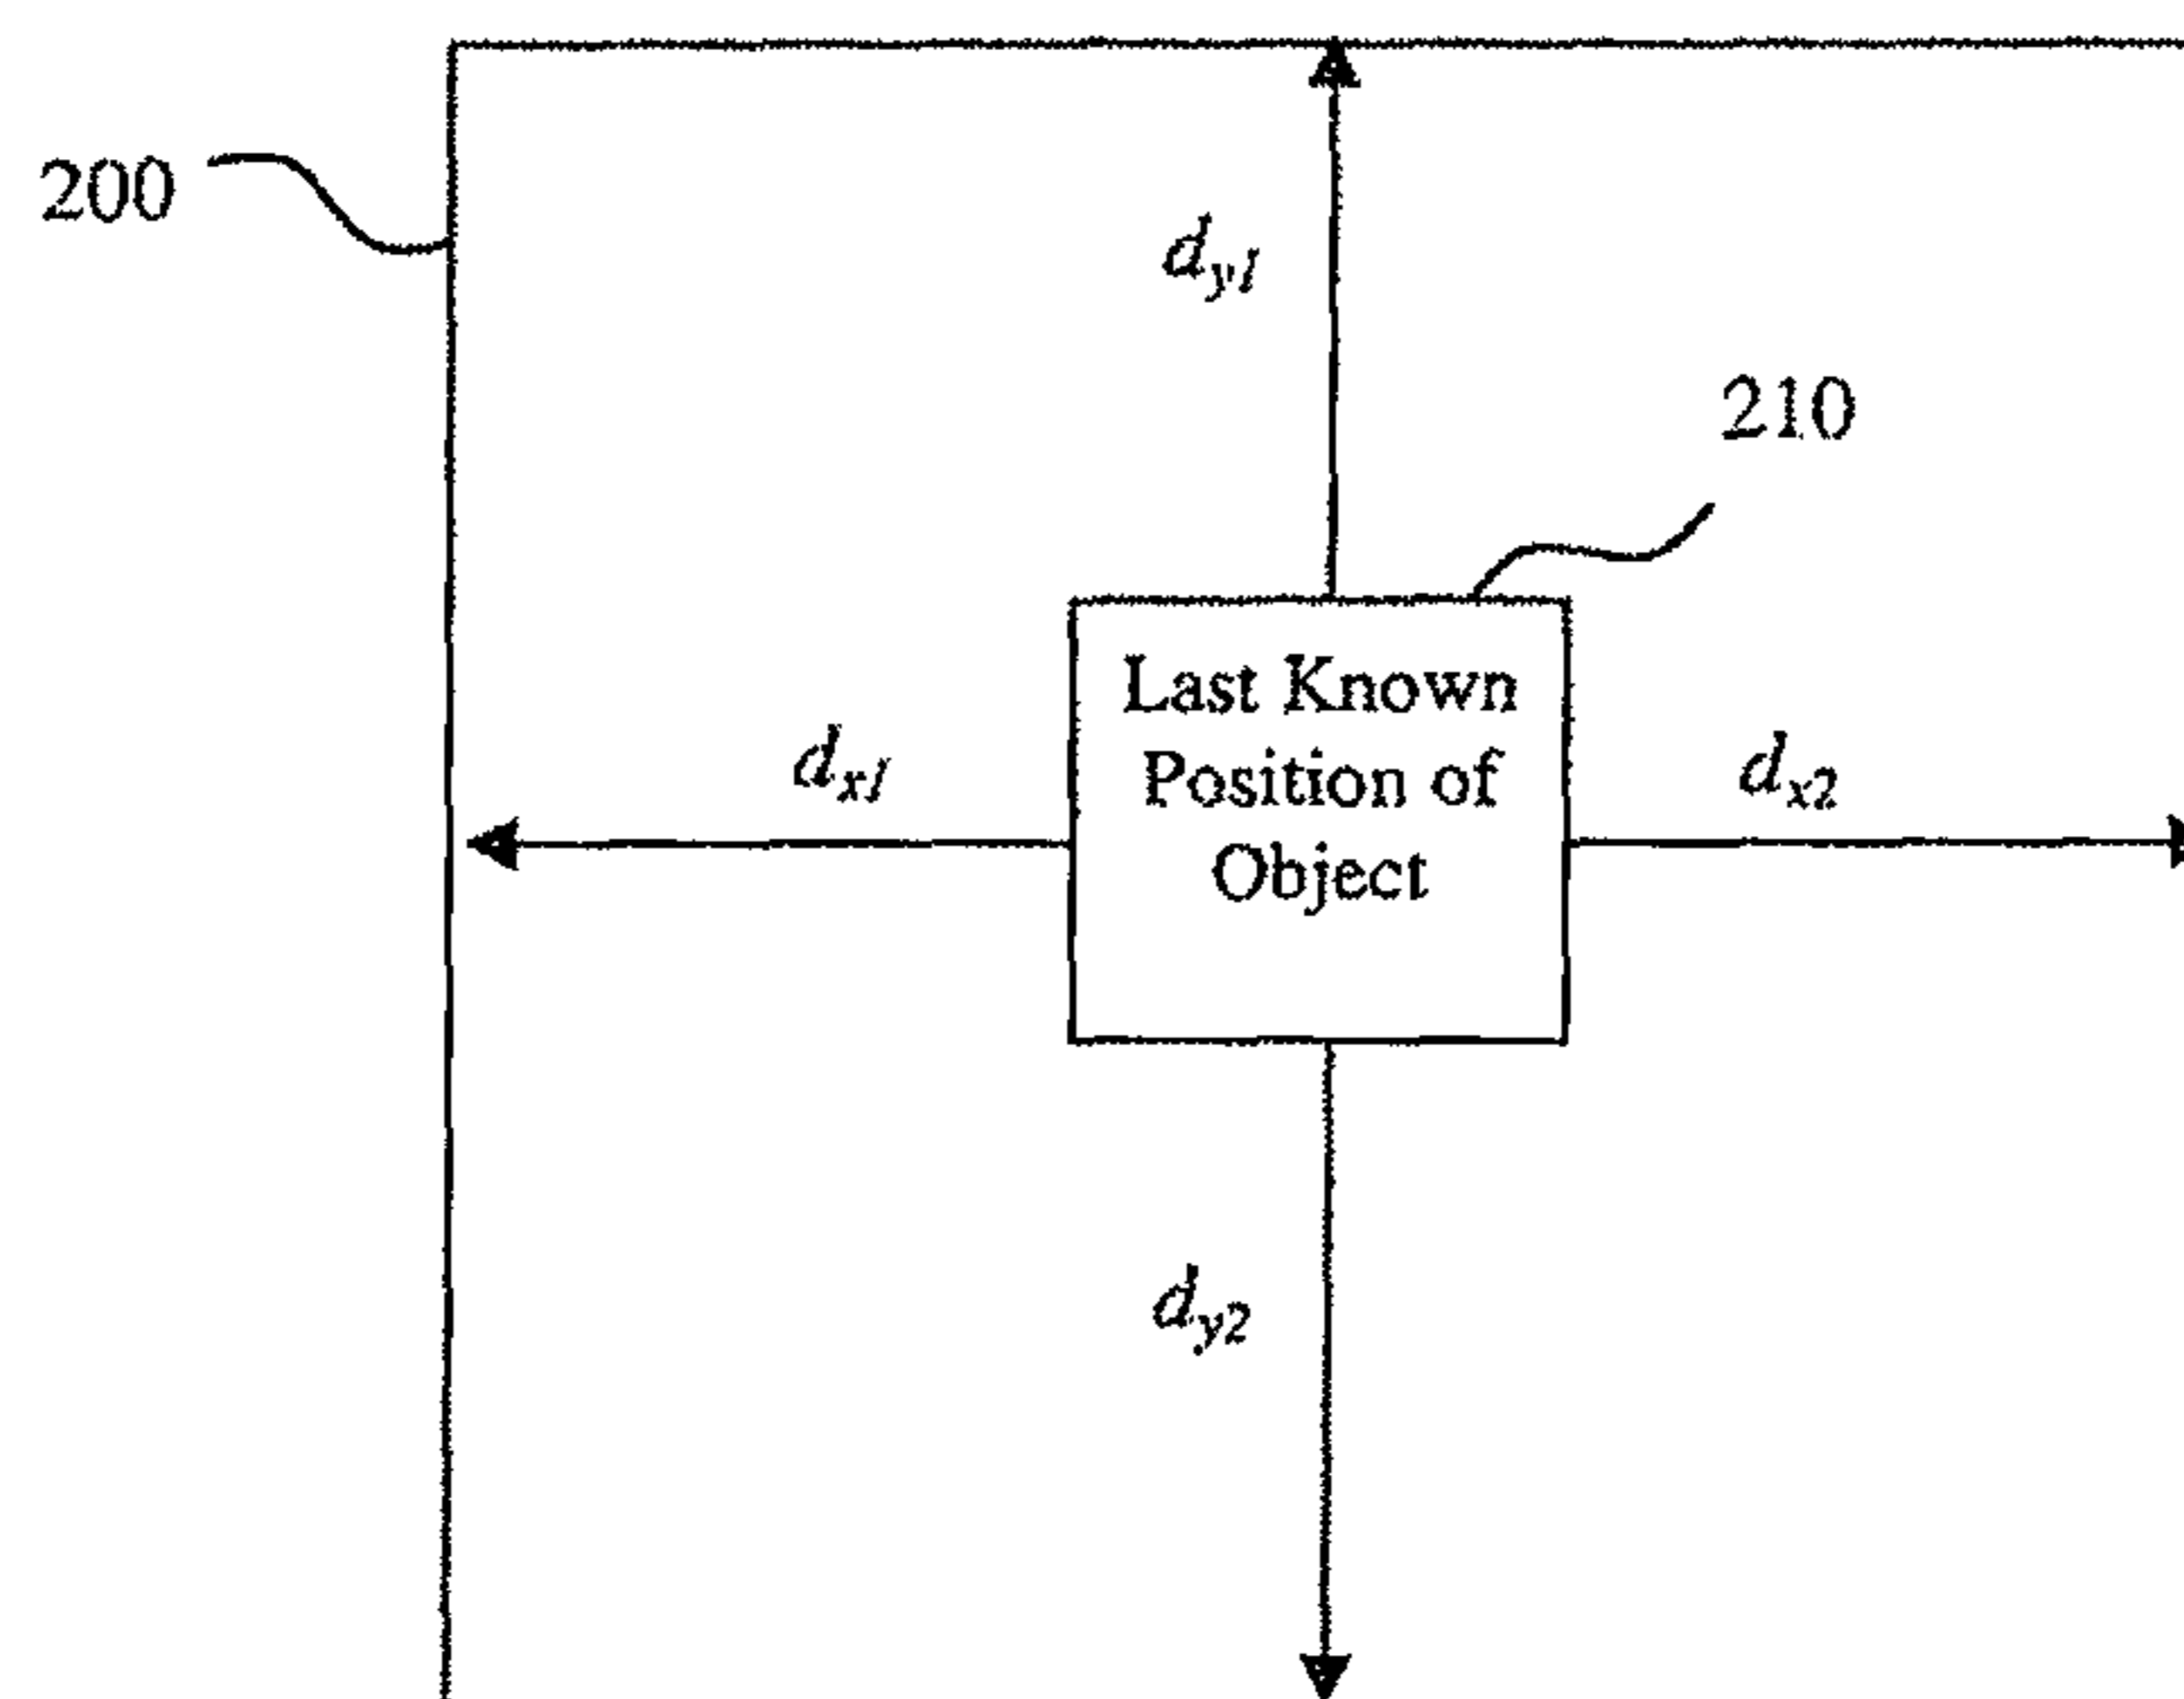 200
d_y1
210
Last Known
Position of
Object
d_x1
d_x2
d_y2